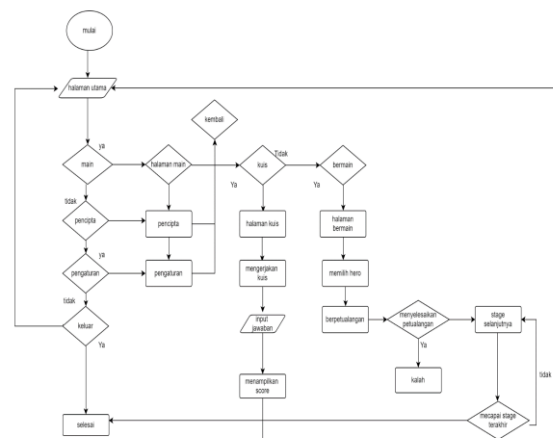 mulai
halaman utama
kembali
ya
main
halaman main
kuis
Tidak
bermain
tidak
Ya
Ya
pencipta
pencipta
halaman kuis
halaman
bermain
ya
pengaturan
pengaturan
mengerjakan
kuis
memilih hero
tidak
keluar
input
jawaban
berpetualangan
menyelesaikan
petualangan
stage
selanjutnya
Ya
Ya
kalah
tidak
menampilkan
score
selesai
mecapai stage
terakhir